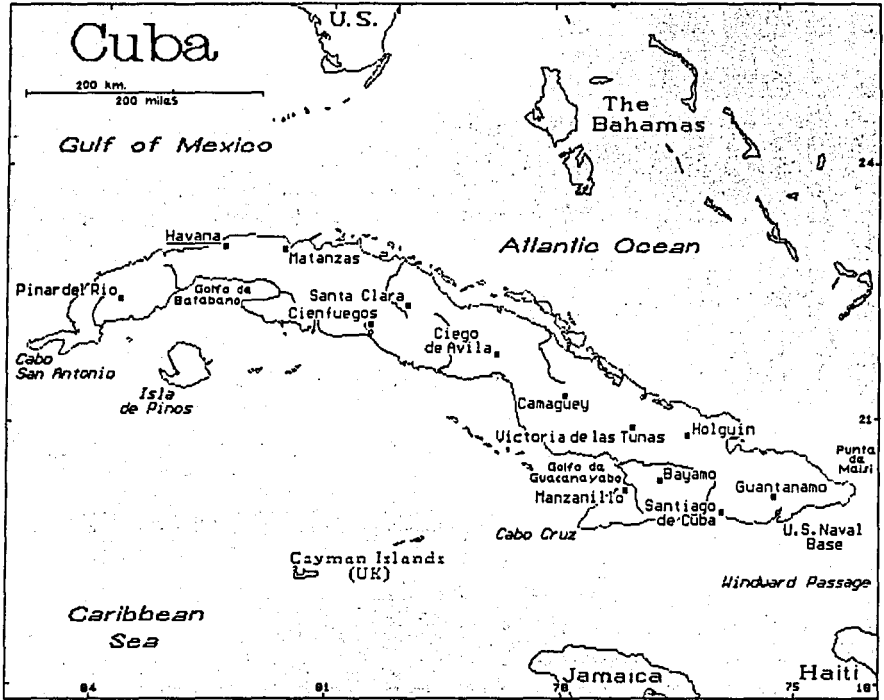 Cuba
U.S.
200 km.
200 miles
The
Bahamas
Gulf of Mexico
24
Havana
Matanzas
Atlantic Ocean
Pinar del Rio
Golfo de
Batabano
Santa Clara
Cienfuegos
Ciego
de Avila
Cabo
San Antonio
Isla
de Pinos
Camaguey
21
Victoria de las Tunas
Holguin
Punta
de Maisi
Golfo de
Guacanayabo
Bayamo
Manzanillo
Guantanamo
Santiago
de Cuba
Cabo Cruz
U.S. Naval
Base
Cayman Islands
(UK)
Windward Passage
Caribbean
Sea
Jamaica
Haiti
84
81
78
75
18